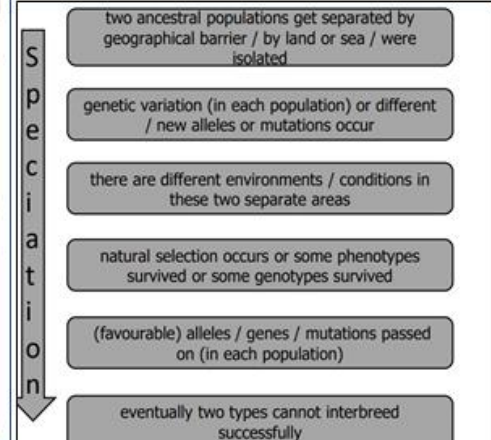 Speciation
two ancestral populations get separated by
geographical barrier / by land or sea / were
isolated
genetic variation (in each population) or different
/ new alleles or mutations occur
there are different environments / conditions in
these two separate areas
natural selection occurs or some phenotypes
survived or some genotypes survived
(favourable) alleles / genes / mutations passed
on (in each population)
eventually two types cannot interbreed
successfully